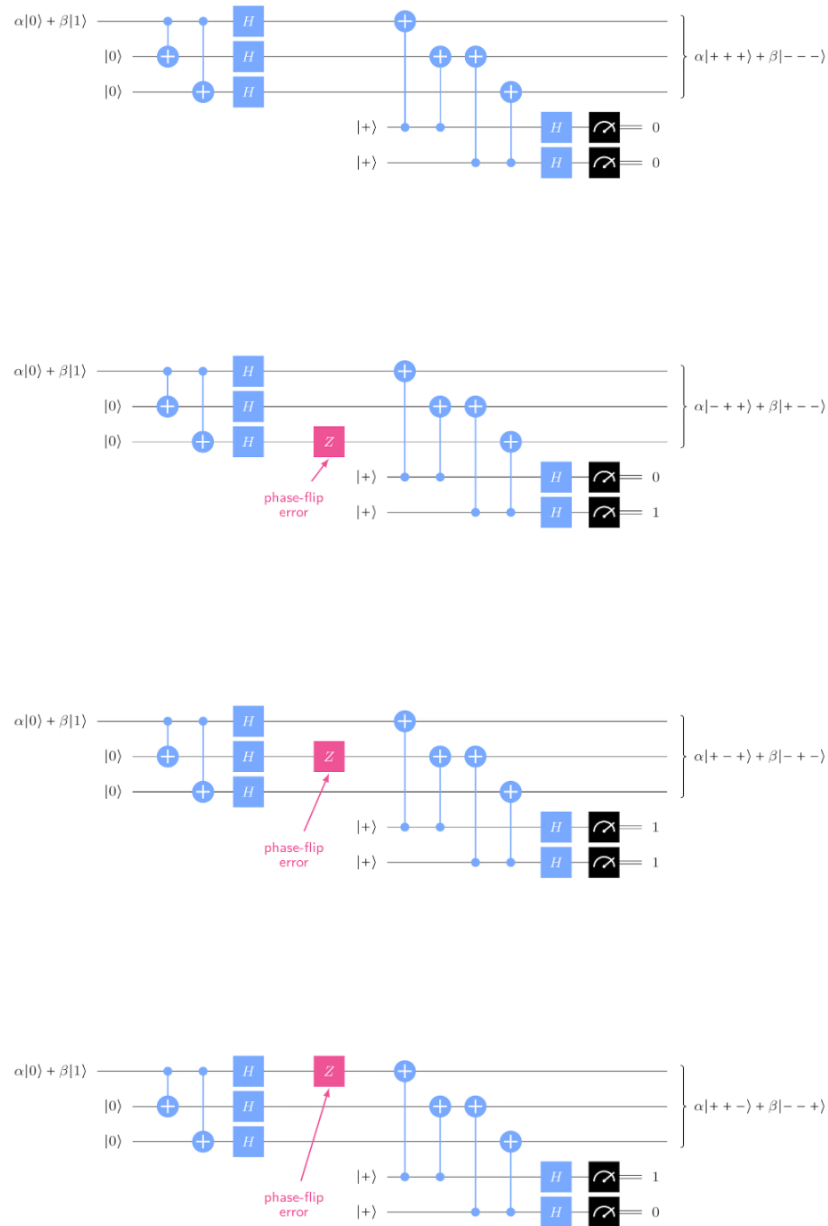 α|0⟩ + β|1⟩ H
|0⟩ H α|+ + +⟩ + β|− − −⟩
|0⟩ H
|+⟩ H 0
|+⟩ H 0
α|0⟩ + β|1⟩ H
|0⟩ H α|− + +⟩ + β|+ − −⟩
|0⟩ H Z
|+⟩ H 0
phase-flip
error
|+⟩ H 1
α|0⟩ + β|1⟩ H
|0⟩ H Z α|+ − +⟩ + β|− + −⟩
|0⟩ H
|+⟩ H 1
phase-flip
error
|+⟩ H 1
α|0⟩ + β|1⟩ H Z
|0⟩ H α|+ + −⟩ + β|− − +⟩
|0⟩ H
|+⟩ H 1
phase-flip
error
|+⟩ H 0